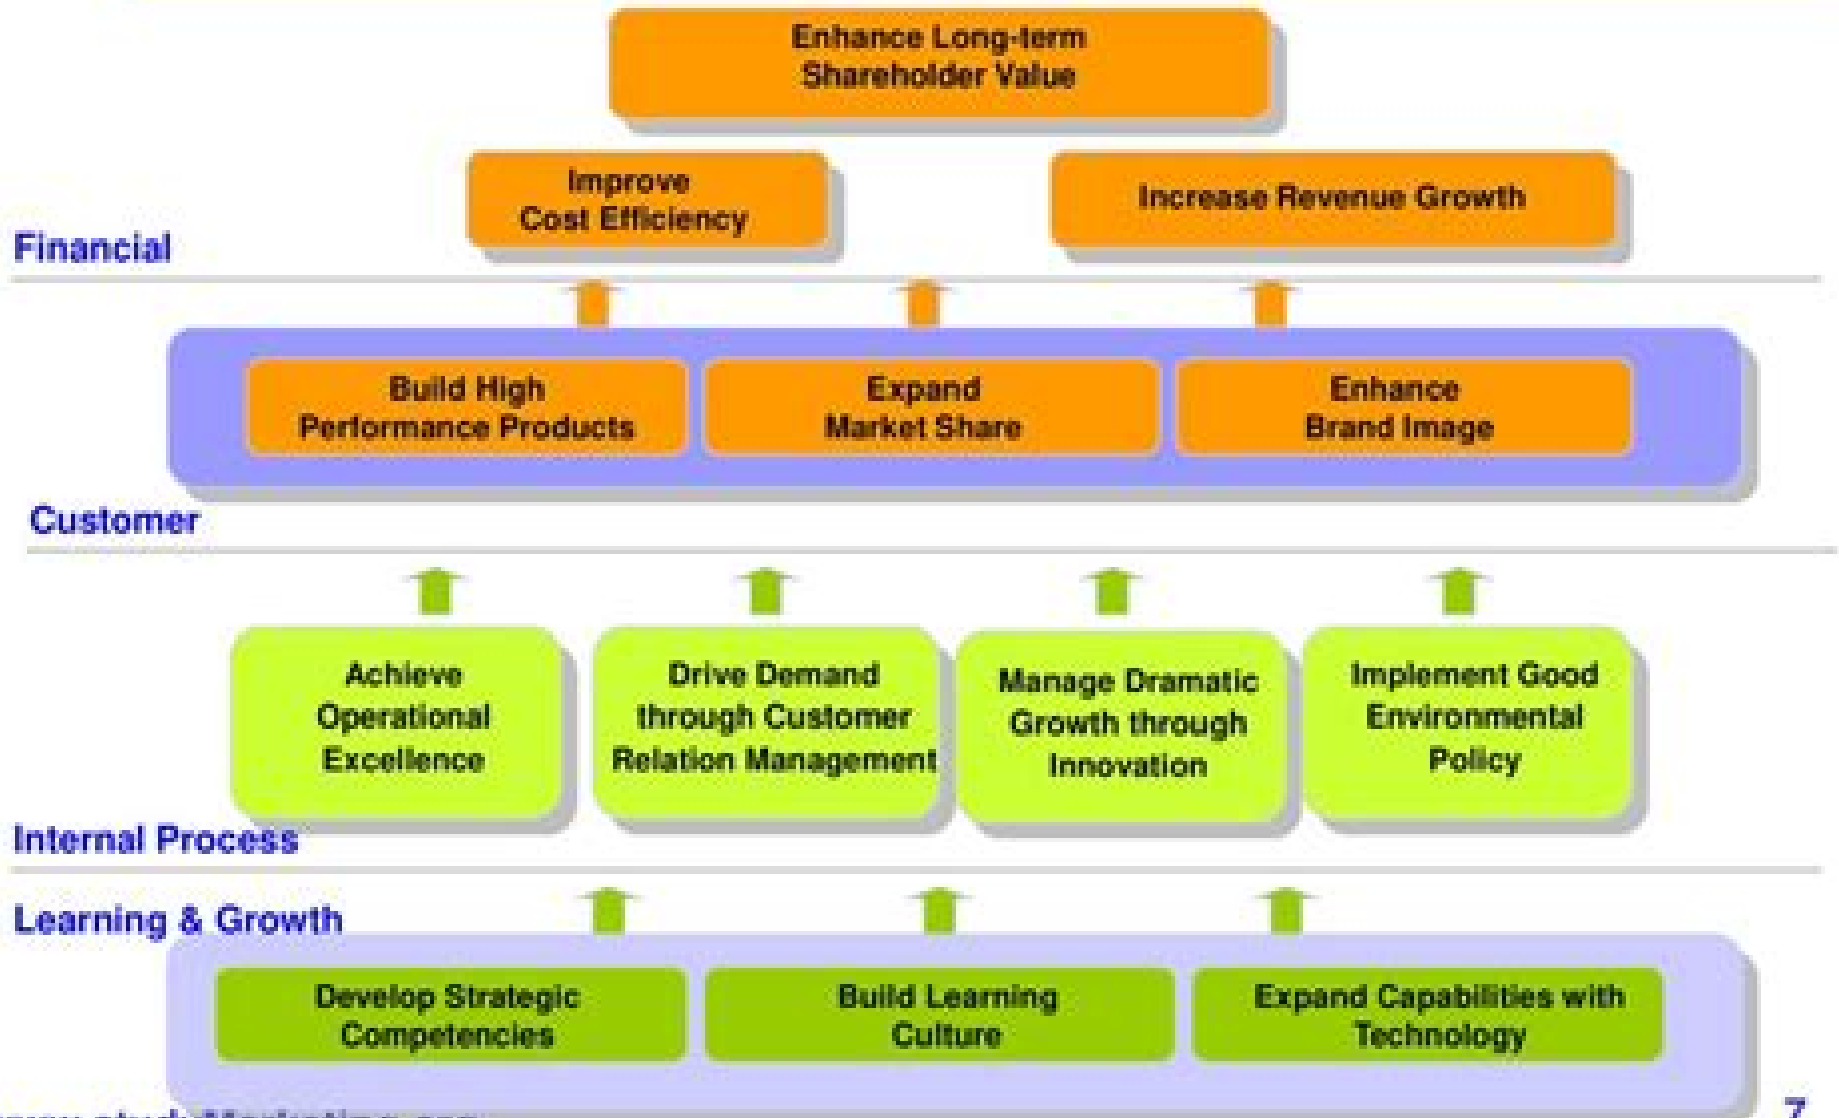 Enhance Long-term
Shareholder Value
Improve
Cost Efficiency
Increase Revenue Growth
Financial
Build High
Performance Products
Expand
Market Share
Enhance
Brand Image
Customer
Achieve
Operational
Excellence
Drive Demand
through Customer
Relation Management
Manage Dramatic
Growth through
Innovation
Implement Good
Environmental
Policy
Internal Process
Learning & Growth
Develop Strategic
Competencies
Build Learning
Culture
Expand Capabilities with
Technology
7